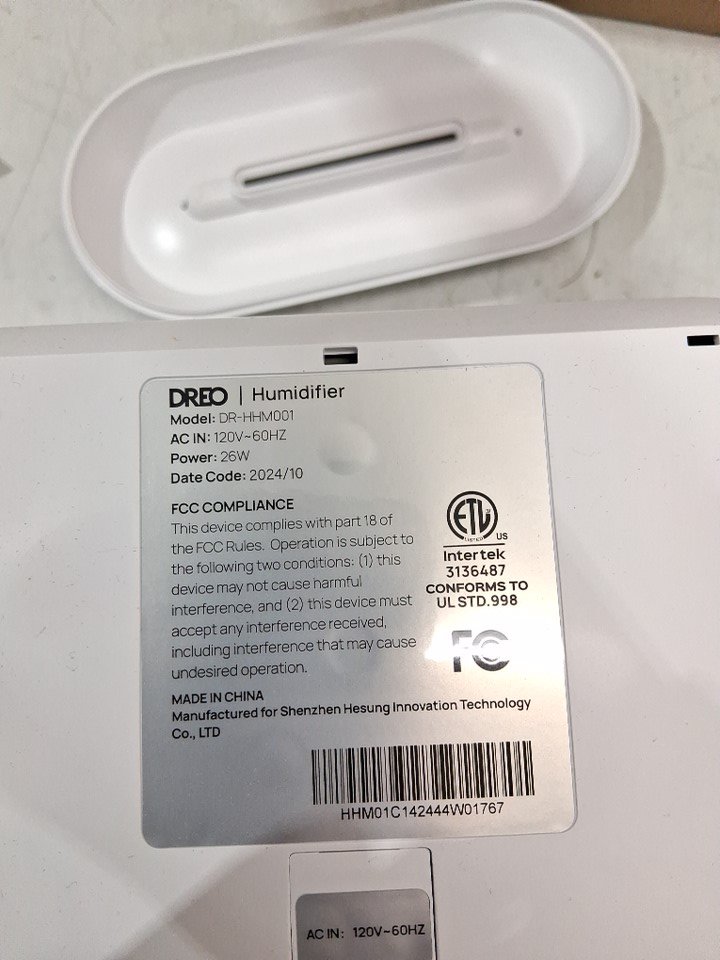 DREO | Humidifier
Model: DR-HHM001
AC IN: 120V~60HZ
Power: 26W
Date Code: 2024/10
FCC COMPLIANCE
This device complies with part 18 of
the FCC Rules. Operation is subject to
the following two conditions: (1) this
device may not cause harmful
interference, and (2) this device must
accept any interference received,
including interference that may cause
undesired operation.
ETL
LISTED
US
Intertek
3136487
CONFORMS TO
UL STD.998
FC
MADE IN CHINA
Manufactured for Shenzhen Hesung Innovation Technology
Co., LTD
HHM01C142444W01767
AC IN: 120V~60HZ